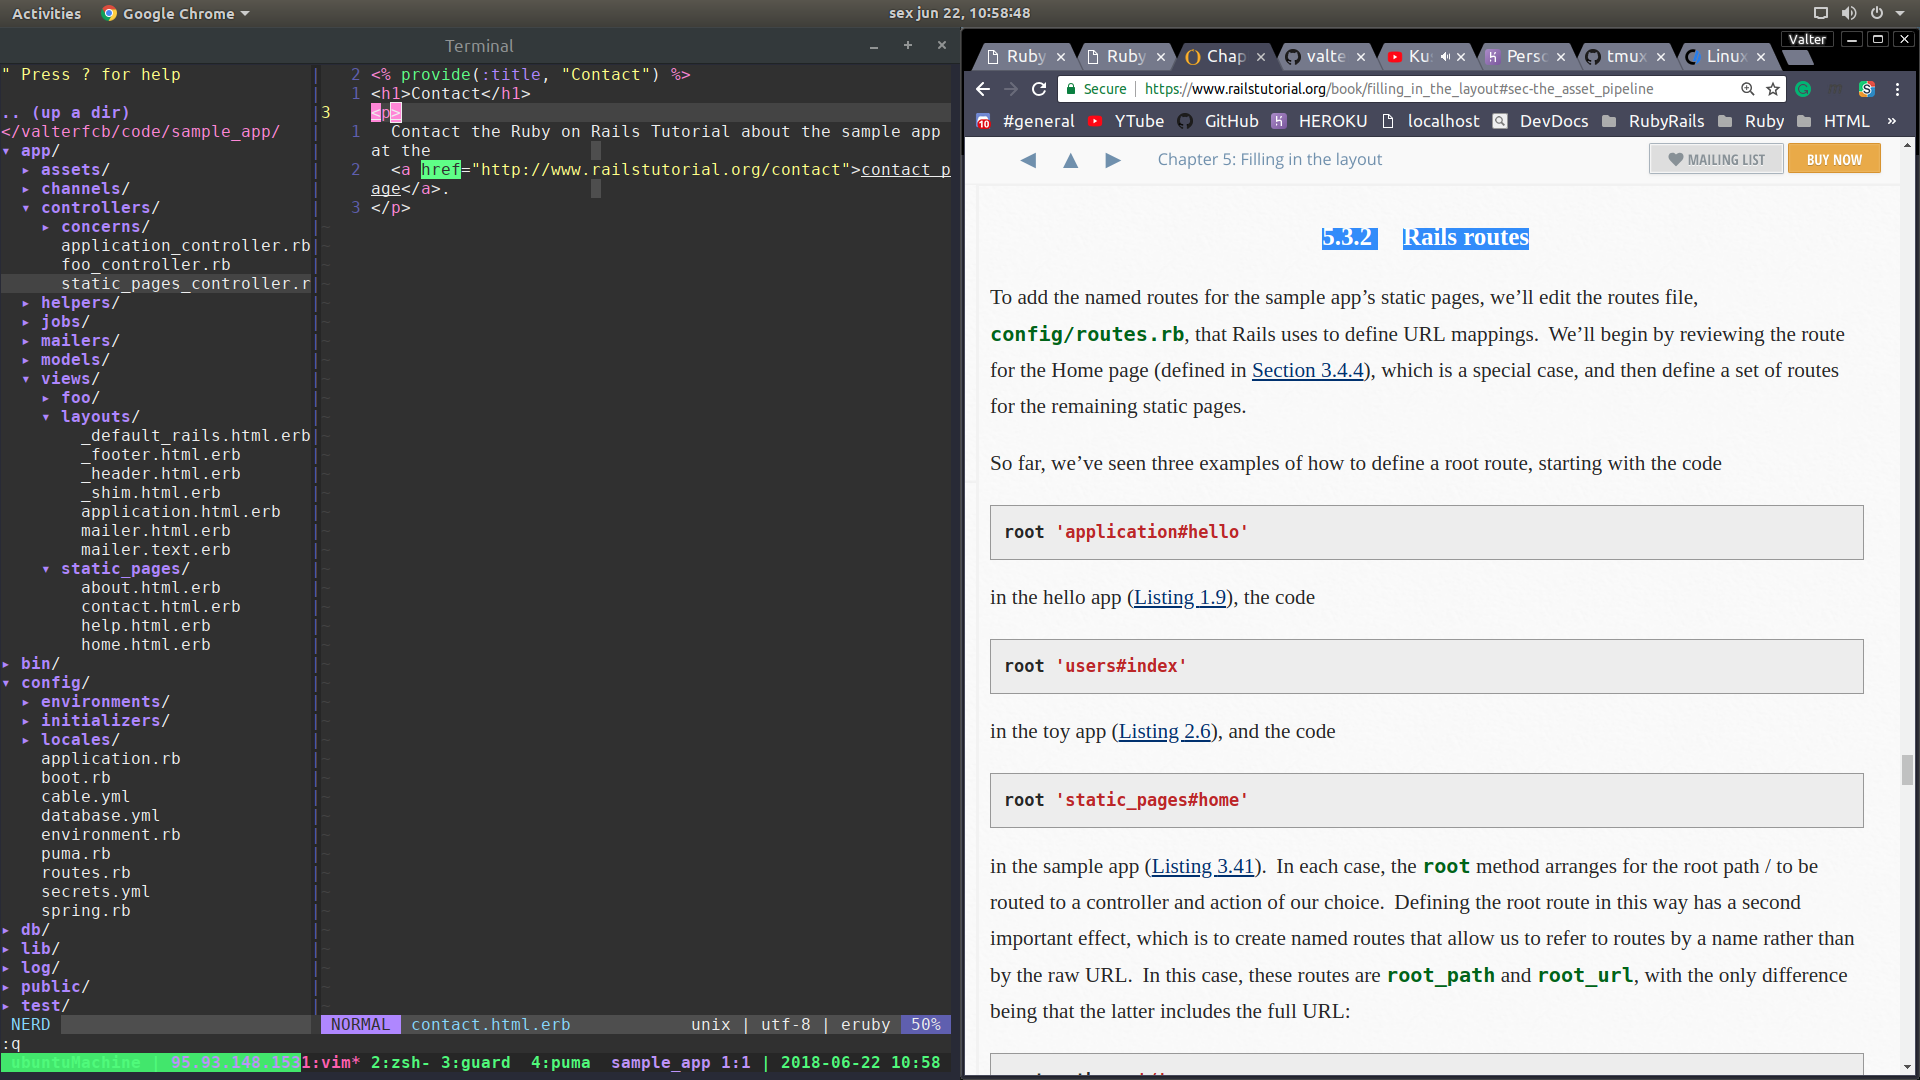 Activities
Google Chrome
sex jun 22, 10:58:48
Terminal
" Press ? for help
.. (up a dir)
</valterfcb/code/sample_app/
▾ app/
▸ assets/
▸ channels/
▾ controllers/
▸ concerns/
application_controller.rb
foo_controller.rb
static_pages_controller.r
▸ helpers/
▸ jobs/
▸ mailers/
▸ models/
▾ views/
▸ foo/
▾ layouts/
_default_rails.html.erb
_footer.html.erb
_header.html.erb
_shim.html.erb
application.html.erb
mailer.html.erb
mailer.text.erb
▾ static_pages/
about.html.erb
contact.html.erb
help.html.erb
home.html.erb
▸ bin/
▾ config/
▸ environments/
▸ initializers/
▸ locales/
application.rb
boot.rb
cable.yml
database.yml
environment.rb
puma.rb
routes.rb
secrets.yml
spring.rb
▸ db/
▸ lib/
▸ log/
▸ public/
▸ test/
NERD
2 <% provide(:title, "Contact") %>
1 <h1>Contact</h1>
3 <p>
1 Contact the Ruby on Rails Tutorial about the sample app
at the
2 <a href="http://www.railstutorial.org/contact">contact p
age</a>.
3 </p>
NORMAL contact.html.erb unix | utf-8 | eruby 50%
:q
ubuntuMachine | 95.93.148.1531:vim* 2:zsh- 3:guard 4:puma sample_app 1:1 | 2018-06-22 10:58
Valter
Ruby
Ruby
Chap
valte
Ku
Perso
tmux
Linux
Secure https://www.railstutorial.org/book/filling_in_the_layout#sec-the_asset_pipeline
10 #general YTube GitHub HEROKU localhost DevDocs RubyRails Ruby HTML »
Chapter 5: Filling in the layout
MAILING LIST
BUY NOW
5.3.2 Rails routes
To add the named routes for the sample app’s static pages, we’ll edit the routes file,
config/routes.rb, that Rails uses to define URL mappings. We’ll begin by reviewing the route
for the Home page (defined in Section 3.4.4), which is a special case, and then define a set of routes
for the remaining static pages.
So far, we’ve seen three examples of how to define a root route, starting with the code
root 'application#hello'
in the hello app (Listing 1.9), the code
root 'users#index'
in the toy app (Listing 2.6), and the code
root 'static_pages#home'
in the sample app (Listing 3.41). In each case, the root method arranges for the root path / to be
routed to a controller and action of our choice. Defining the root route in this way has a second
important effect, which is to create named routes that allow us to refer to routes by a name rather than
by the raw URL. In this case, these routes are root_path and root_url, with the only difference
being that the latter includes the full URL: